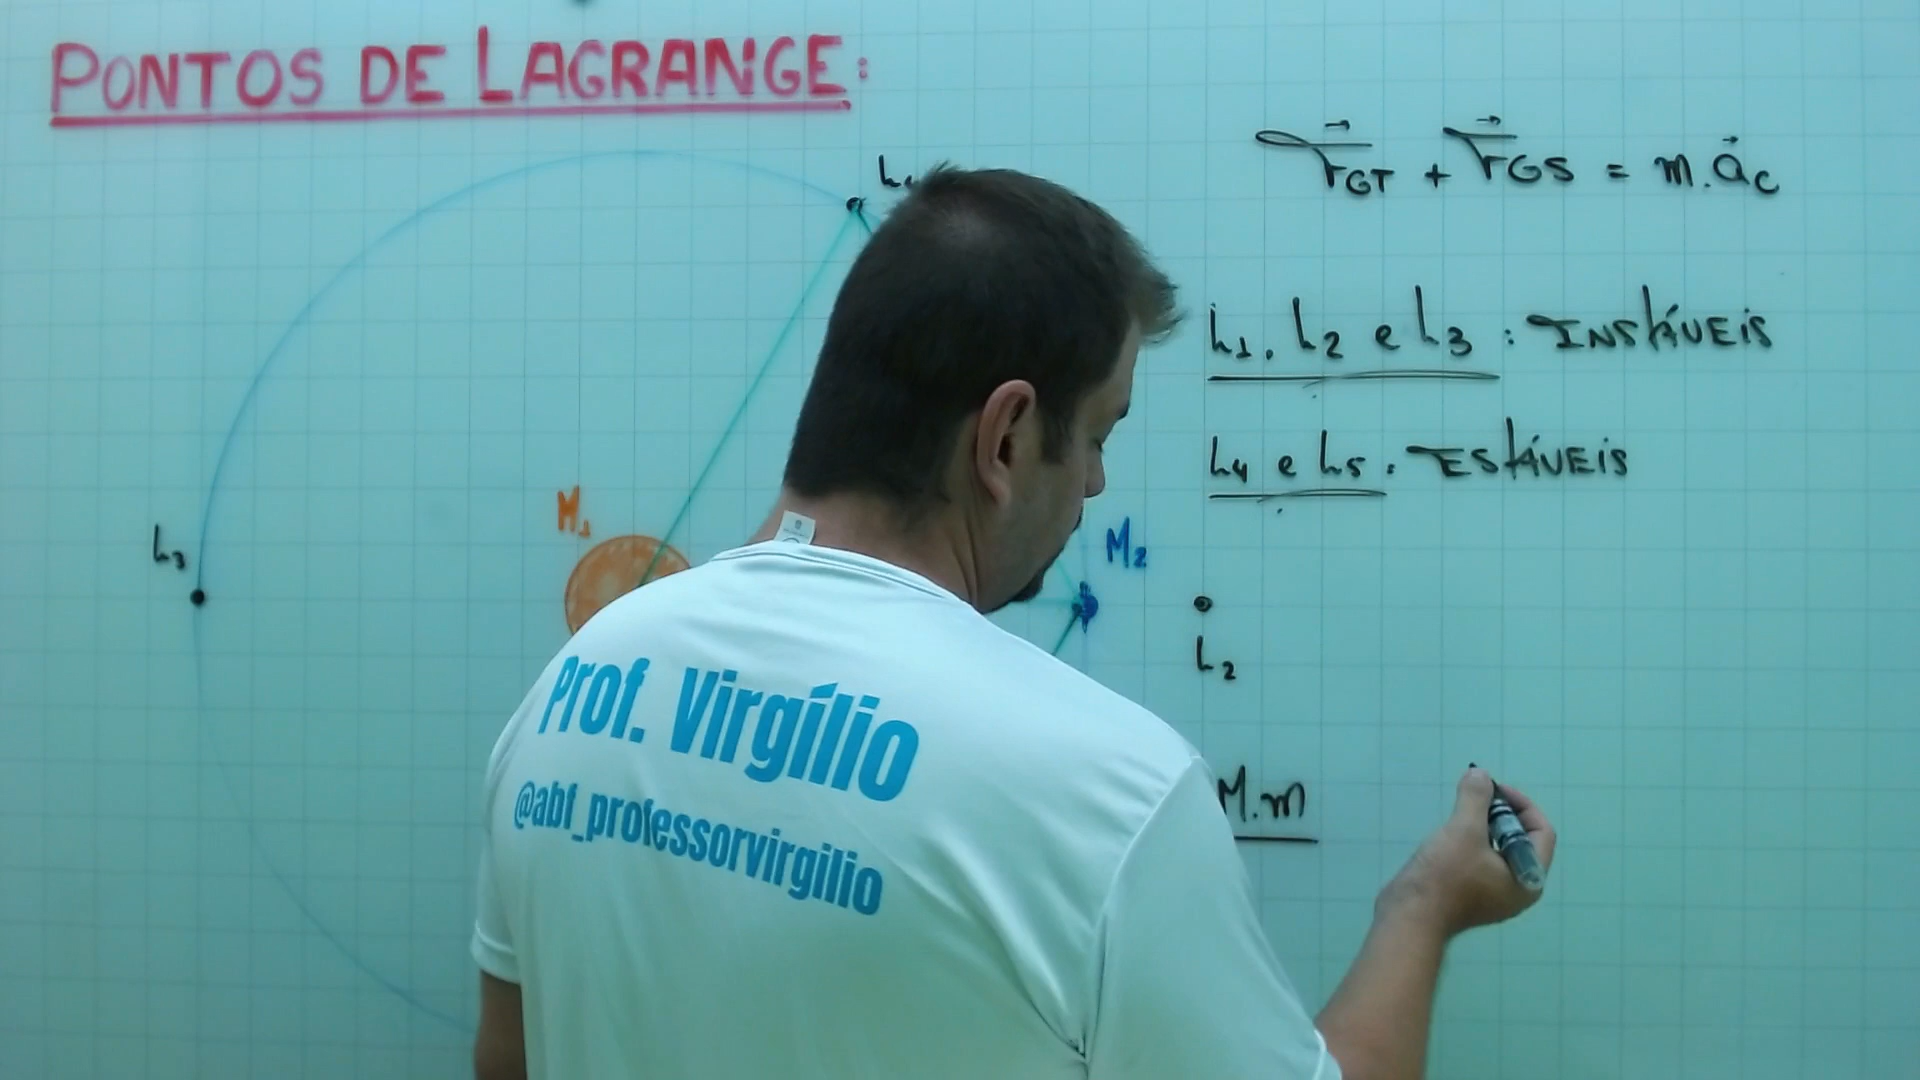 PONTOS DE LAGRANGE:
F⃗GT + F⃗GS = m.a⃗c
L1, L2 e L3 : INSTÁVEIS
L4 e L5 : ESTÁVEIS
M1
L3
M2
L2
M.m
Prof. Virgílio
@abf_professorvirgilio